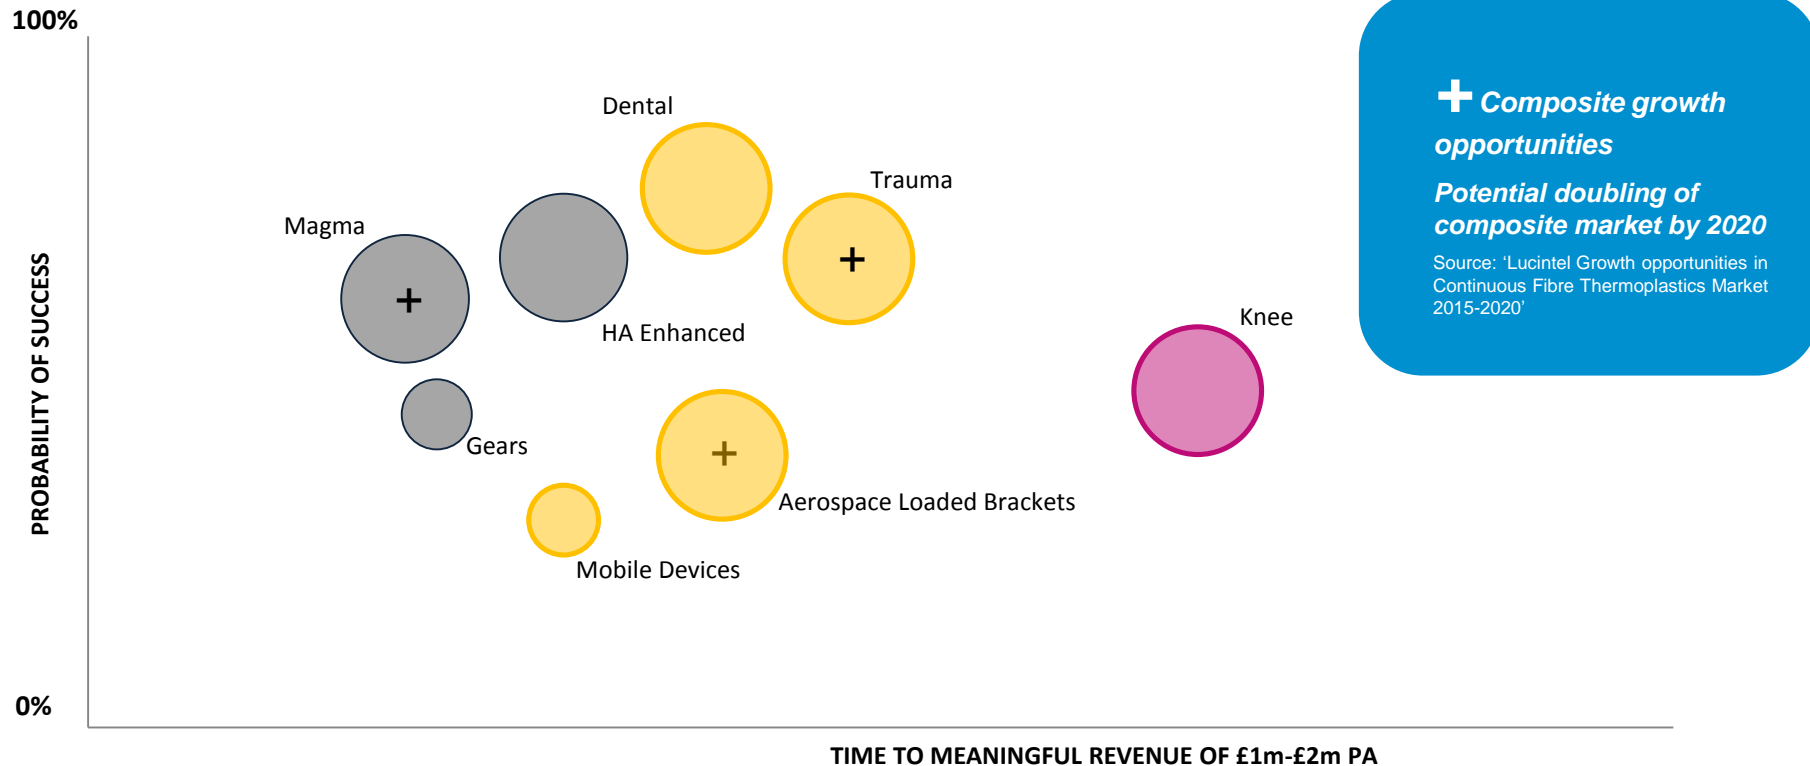 100%
Dental
Trauma
Magma
HA Enhanced
Knee
Gears
Aerospace Loaded Brackets
Mobile Devices
PROBABILITY OF SUCCESS
0%
TIME TO MEANINGFUL REVENUE OF £1m-£2m PA
+ Composite growth
opportunities
Potential doubling of
composite market by 2020
Source: ‘Lucintel Growth opportunities in
Continuous Fibre Thermoplastics Market
2015-2020’